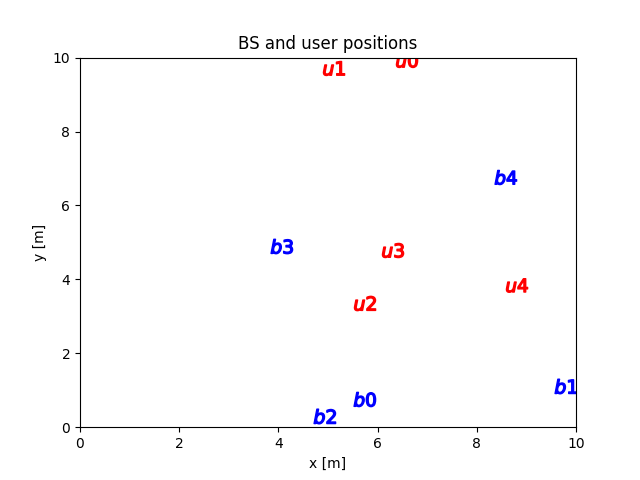 BS and user positions
10
u0
u1
8
b4
6
y [m]
b3
u3
4
u4
u2
2
b1
b0
b2
0
0 2 4 6 8 10
x [m]